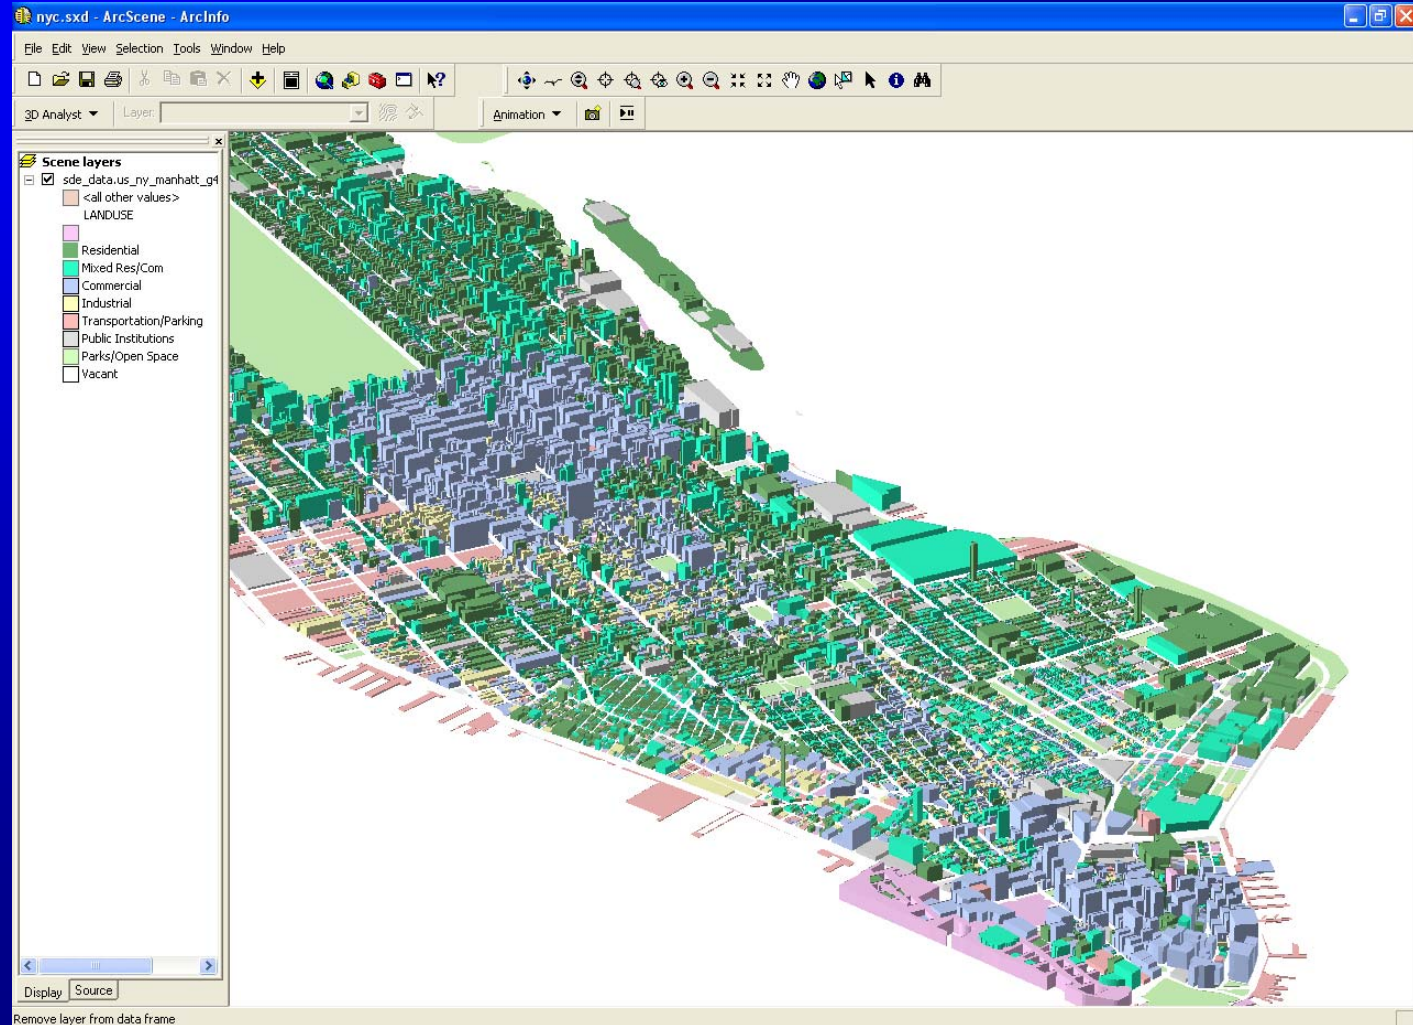 nyc.sxd - ArcScene - ArcInfo
File Edit View Selection Tools Window Help
3D Analyst Layer: Animation
Scene layers
sde_data.us_ny_manhatt_g4
<all other values>
LANDUSE
Residential
Mixed Res/Com
Commercial
Industrial
Transportation/Parking
Public Institutions
Parks/Open Space
Vacant
Display Source
Remove layer from data frame